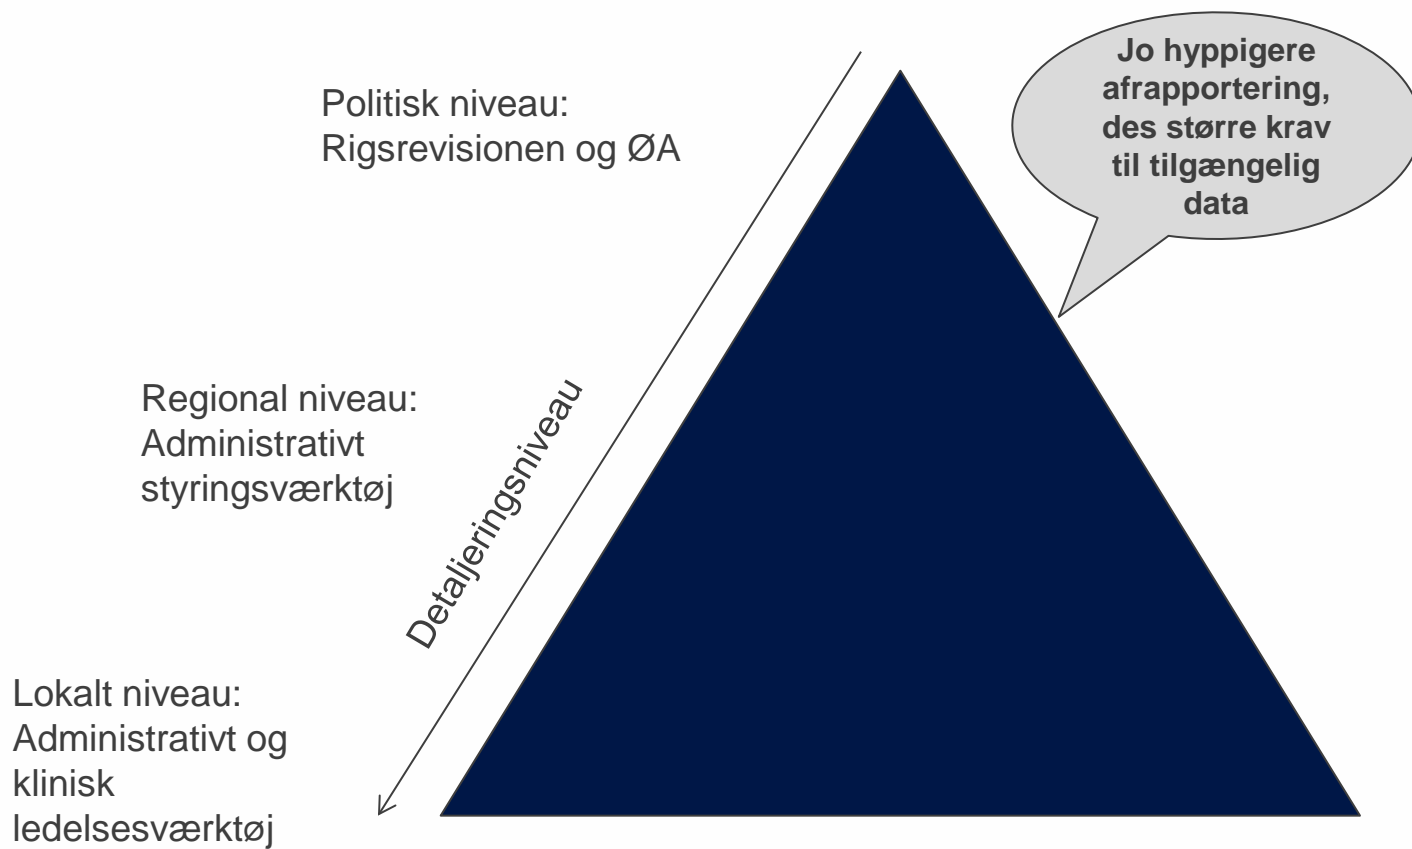 Politisk niveau:
Rigsrevisionen og ØA
Jo hyppigere
afrapportering,
des større krav
til tilgængelig
data
Regional niveau:
Administrativt
styringsværktøj
Detaljeringsniveau
Lokalt niveau:
Administrativt og
klinisk
ledelsesværktøj